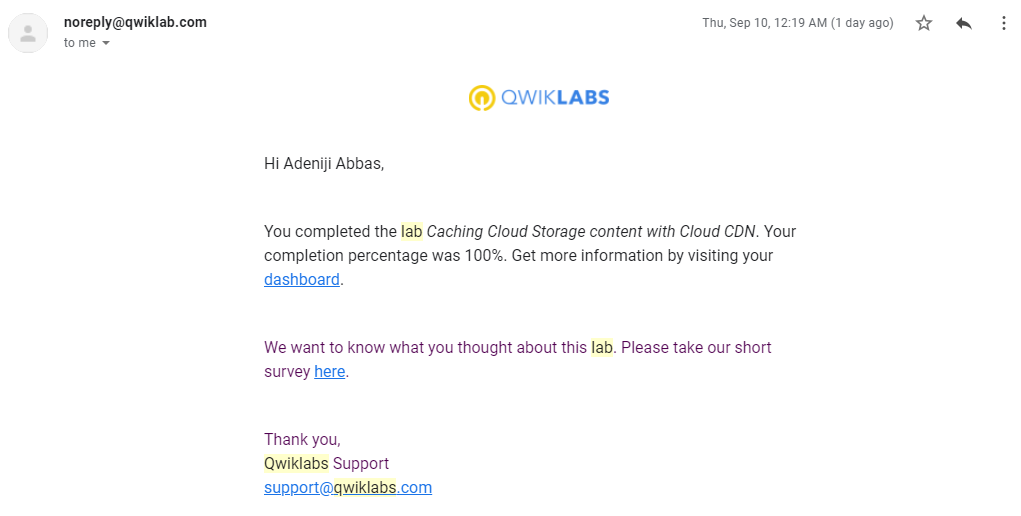 noreply@qwiklab.com
Thu, Sep 10, 12:19 AM (1 day ago)
to me
QWIKLABS
Hi Adeniji Abbas,
You completed the lab Caching Cloud Storage content with Cloud CDN. Your
completion percentage was 100%. Get more information by visiting your
dashboard.
We want to know what you thought about this lab. Please take our short
survey here.
Thank you,
Qwiklabs Support
support@qwiklabs.com